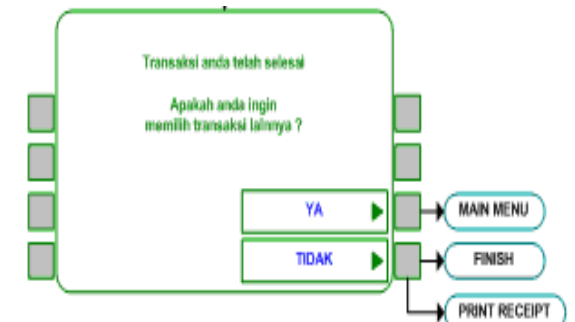 Transaksi anda telah selesai
Apakah anda ingin
memilih transaksi lainnya ?
YA
MAIN MENU
TIDAK
FINISH
PRINT RECEIPT